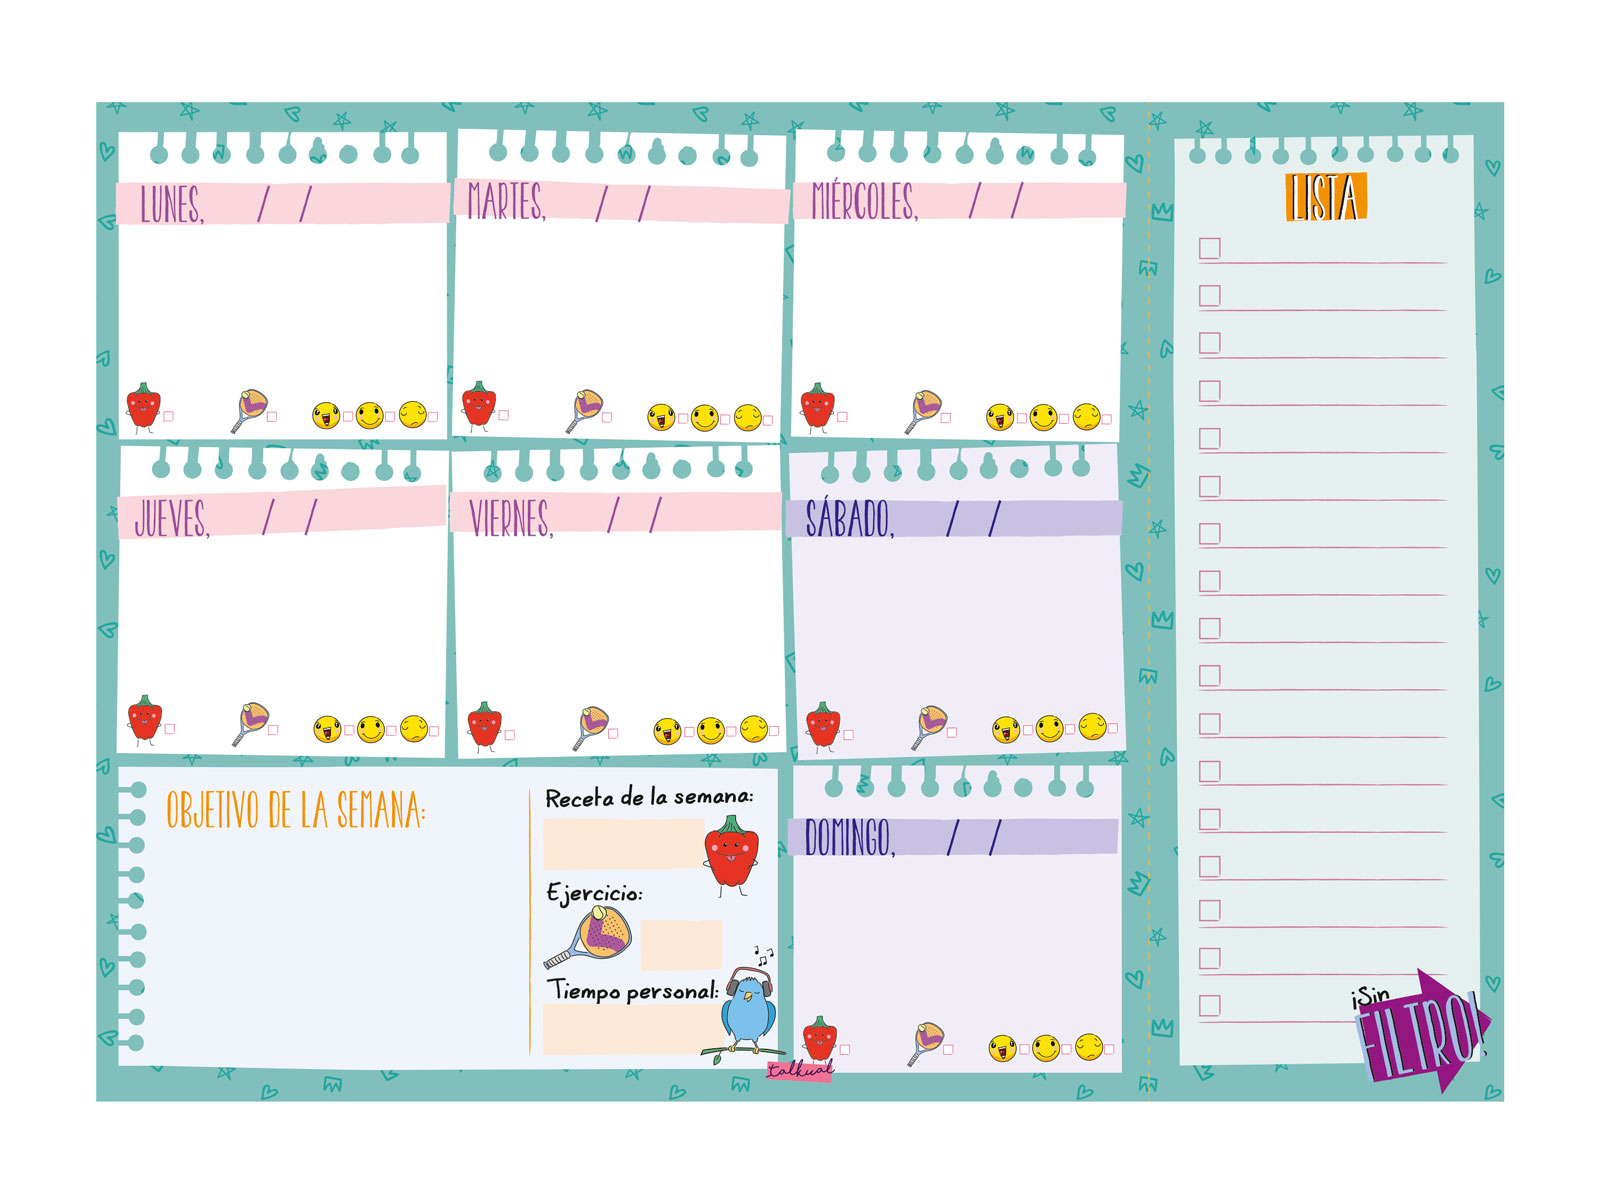 LUNES, / /
MARTES, / /
MIÉRCOLES, / /
JUEVES, / /
VIERNES, / /
SÁBADO, / /
OBJETIVO DE LA SEMANA:
Receta de la semana:
Ejercicio:
Tiempo personal:
talkual
DOMINGO, / /
LISTA
¡Sin
FILTRO!